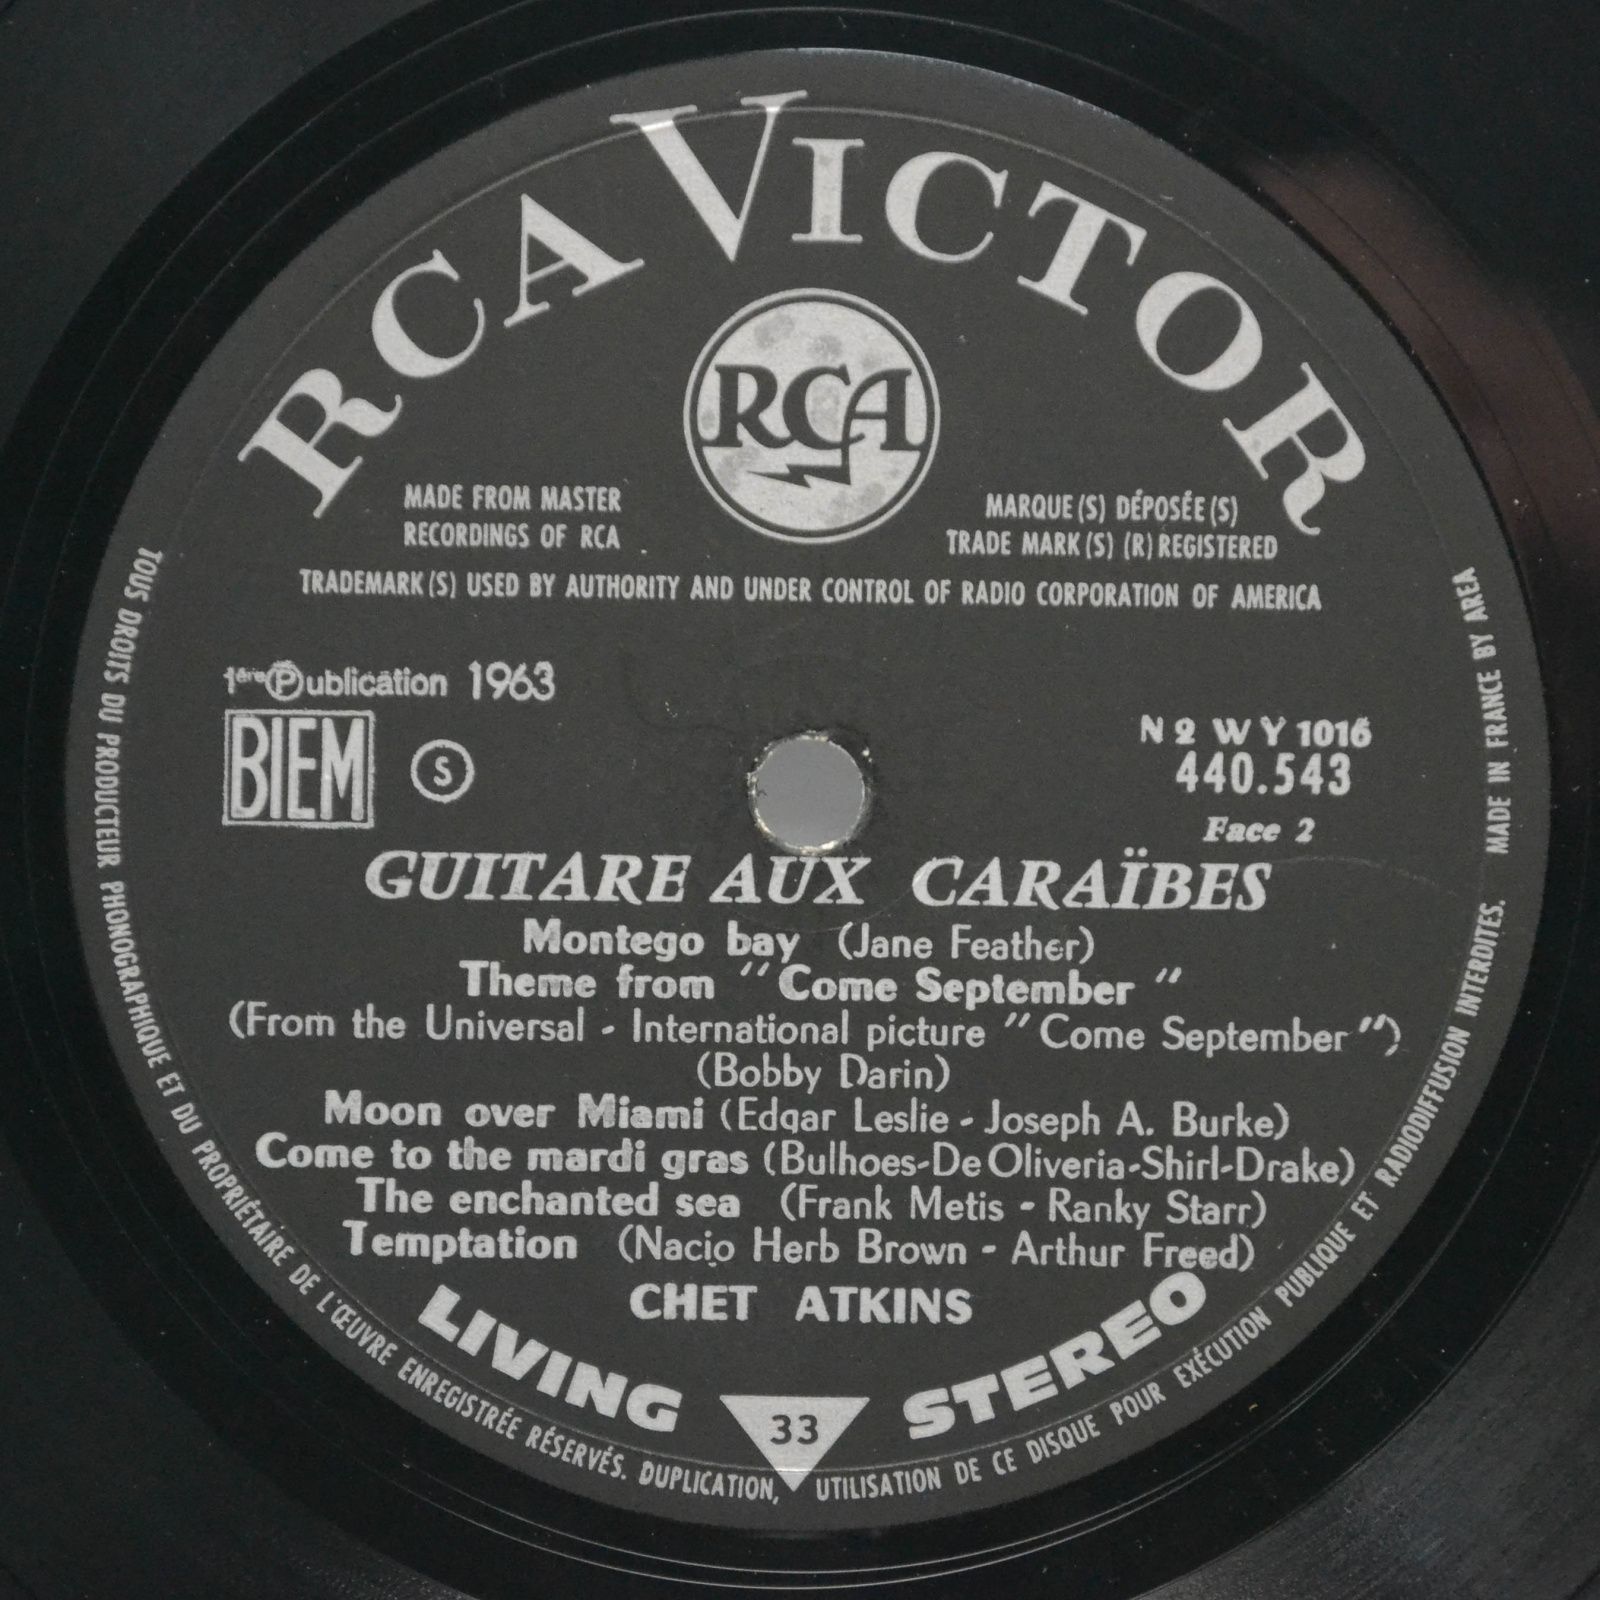 RCA VICTOR
RCA
MADE FROM MASTER
RECORDINGS OF RCA
MARQUE(S) DÉPOSÉE(S)
TRADE MARK(S) (R) REGISTERED
TRADEMARK(S) USED BY AUTHORITY AND UNDER CONTROL OF RADIO CORPORATION OF AMERICA
1ère Ⓟublication 1963
BIEM
Ⓢ
N 2 W Y 1016
440.543
Face 2
GUITARE AUX CARAÏBES
Montego bay (Jane Feather)
Theme from "Come September"
(From the Universal - International picture "Come September")
(Bobby Darin)
Moon over Miami (Edgar Leslie - Joseph A. Burke)
Come to the mardi gras (Bulhoes-De Oliveria-Shirl-Drake)
The enchanted sea (Frank Metis - Ranky Starr)
Temptation (Nacio Herb Brown - Arthur Freed)
CHET ATKINS
LIVING STEREO
33
TOUS DROITS DU PRODUCTEUR PHONOGRAPHIQUE ET DU PROPRIÉTAIRE DE L'ŒUVRE ENREGISTRÉE RÉSERVÉS. DUPLICATION, UTILISATION DE CE DISQUE POUR EXÉCUTION PUBLIQUE ET RADIODIFFUSION INTERDITES. MADE IN FRANCE BY AREA